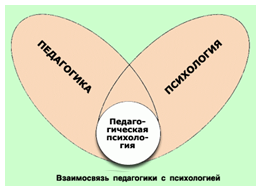 ПЕДАГОГИКА
ПСИХОЛОГИЯ
Педаго-
гическая
психоло-
гия
Взаимосвязь педагогики с психологией